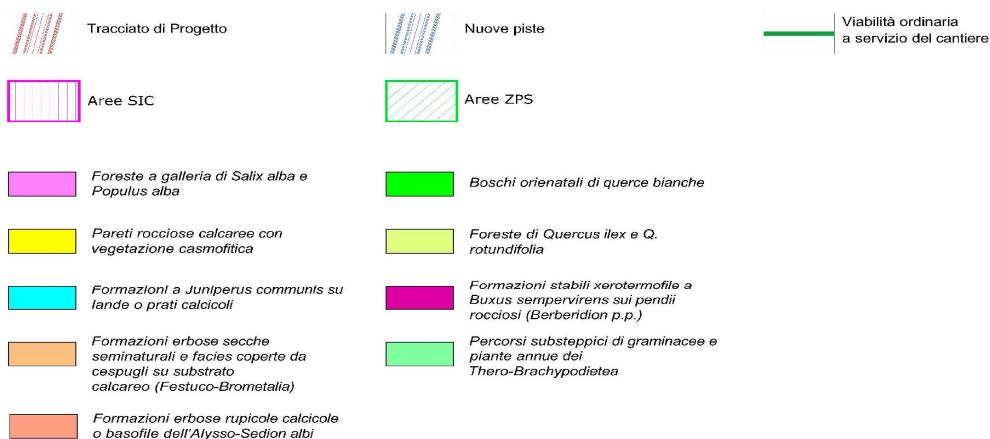 Tracciato di Progetto
Nuove piste
Viabilità ordinaria
a servizio del cantiere
Aree SIC
Aree ZPS
Foreste a galleria di Salix alba e
Populus alba
Boschi orienatali di querce bianche
Pareti rocciose calcaree con
vegetazione casmofitica
Foreste di Quercus ilex e Q.
rotundifolia
Formazioni a Juniperus communis su
lande o prati calcicoli
Formazioni stabili xerotermofile a
Buxus sempervirens sui pendii
rocciosi (Berberidion p.p.)
Formazioni erbose secche
seminaturali e facies coperte da
cespugli su substrato
calcareo (Festuco-Brometalia)
Percorsi substeppici di graminacee e
piante annue dei
Thero-Brachypodietea
Formazioni erbose rupicole calcicole
o basofile dell'Alysso-Sedion albi